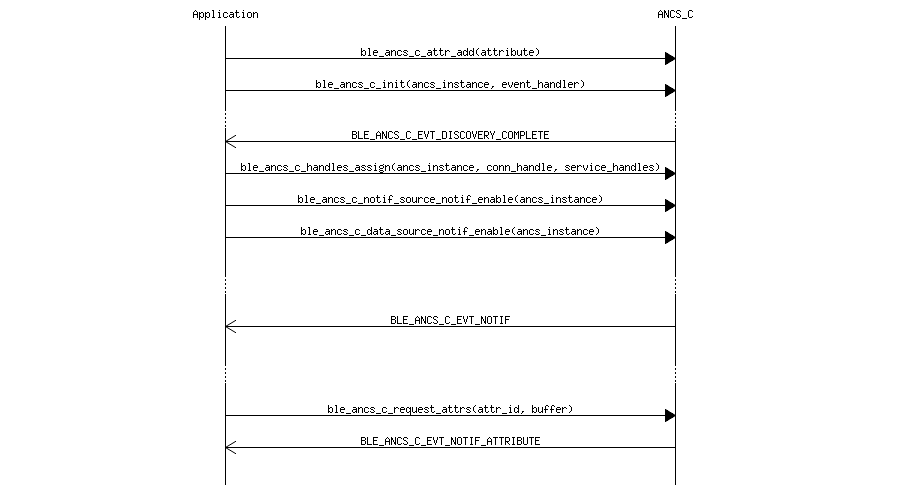 Application ANCS_C
ble_ancs_c_attr_add(attribute)
ble_ancs_c_init(ancs_instance, event_handler)
BLE_ANCS_C_EVT_DISCOVERY_COMPLETE
ble_ancs_c_handles_assign(ancs_instance, conn_handle, service_handles)
ble_ancs_c_notif_source_notif_enable(ancs_instance)
ble_ancs_c_data_source_notif_enable(ancs_instance)
BLE_ANCS_C_EVT_NOTIF
ble_ancs_c_request_attrs(attr_id, buffer)
BLE_ANCS_C_EVT_NOTIF_ATTRIBUTE